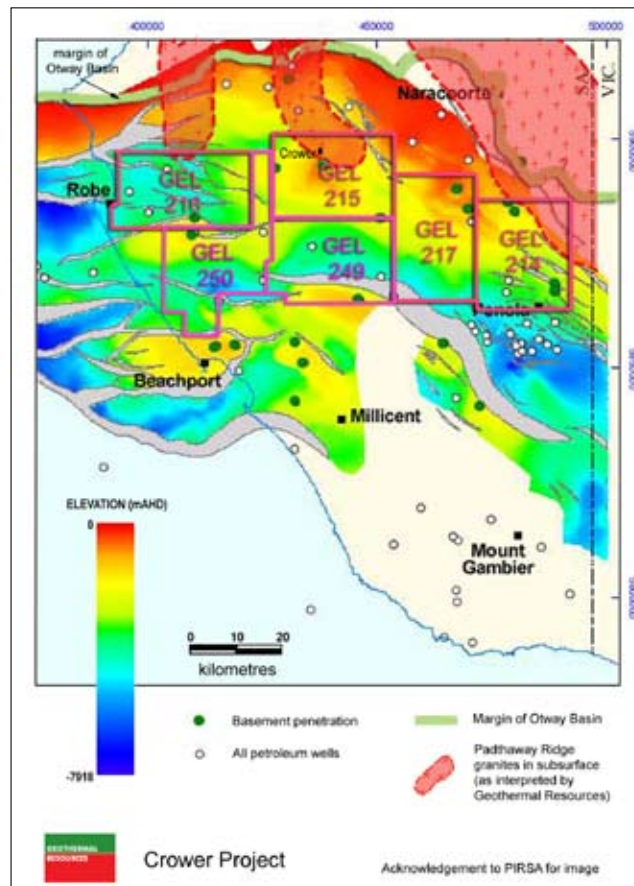 400000
450000
500000
margin of
Otway Basin
SA
VIC.
Naracoorte
Crower
Robe
GEL
GEL
215
GEL
217
GEL
214
GEL
250
GEL
249
Penola
Beachport
Millicent
Mount
Gambier
ELEVATION (mAHD)
0
-7918
0 10 20
kilometres
Basement penetration
All petroleum wells
Margin of Otway Basin
Padthaway Ridge
granites in subsurface
(as interpreted by
Geothermal Resources)
GEOTHERMAL
RESOURCES
Crower Project
Acknowledgement to PIRSA for image